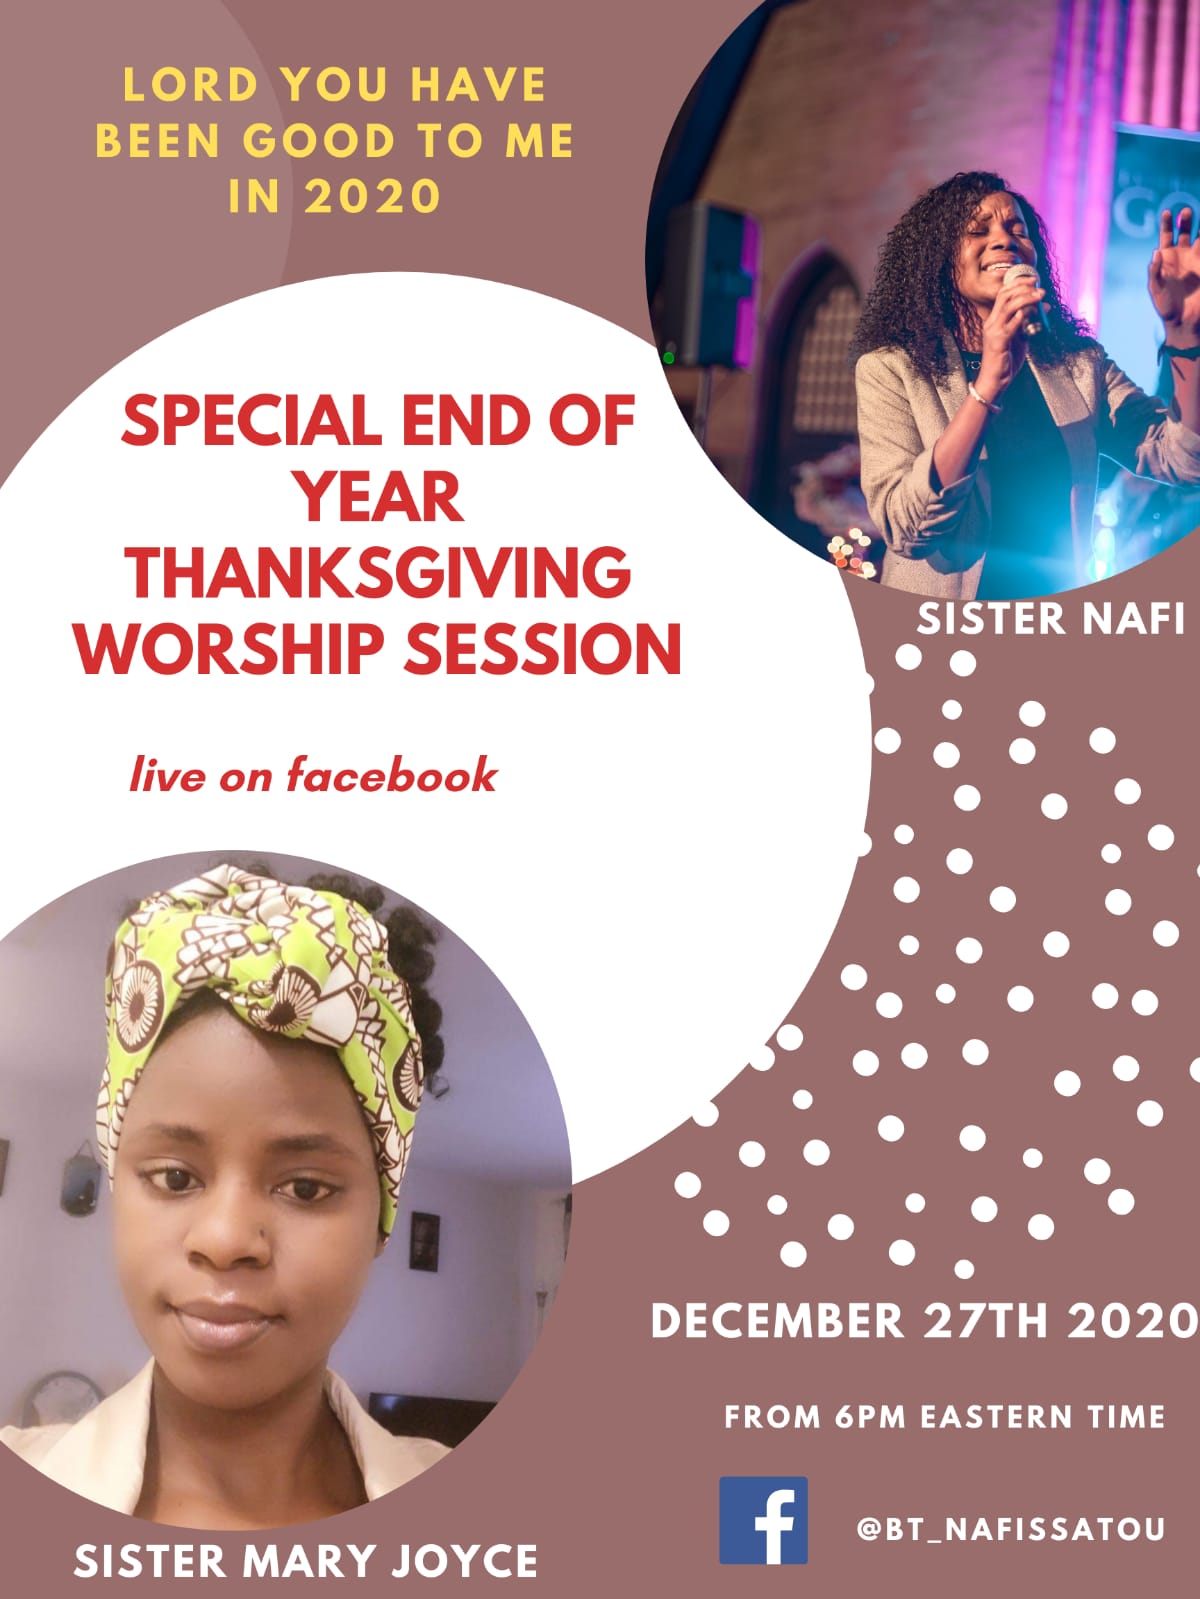 LORD YOU HAVE
BEEN GOOD TO ME
IN 2020
GO
SISTER NAFI
SPECIAL END OF
YEAR
THANKSGIVING
WORSHIP SESSION
live on facebook
SISTER MARY JOYCE
DECEMBER 27TH 2020
FROM 6PM EASTERN TIME
f
@BT_NAFISSATOU